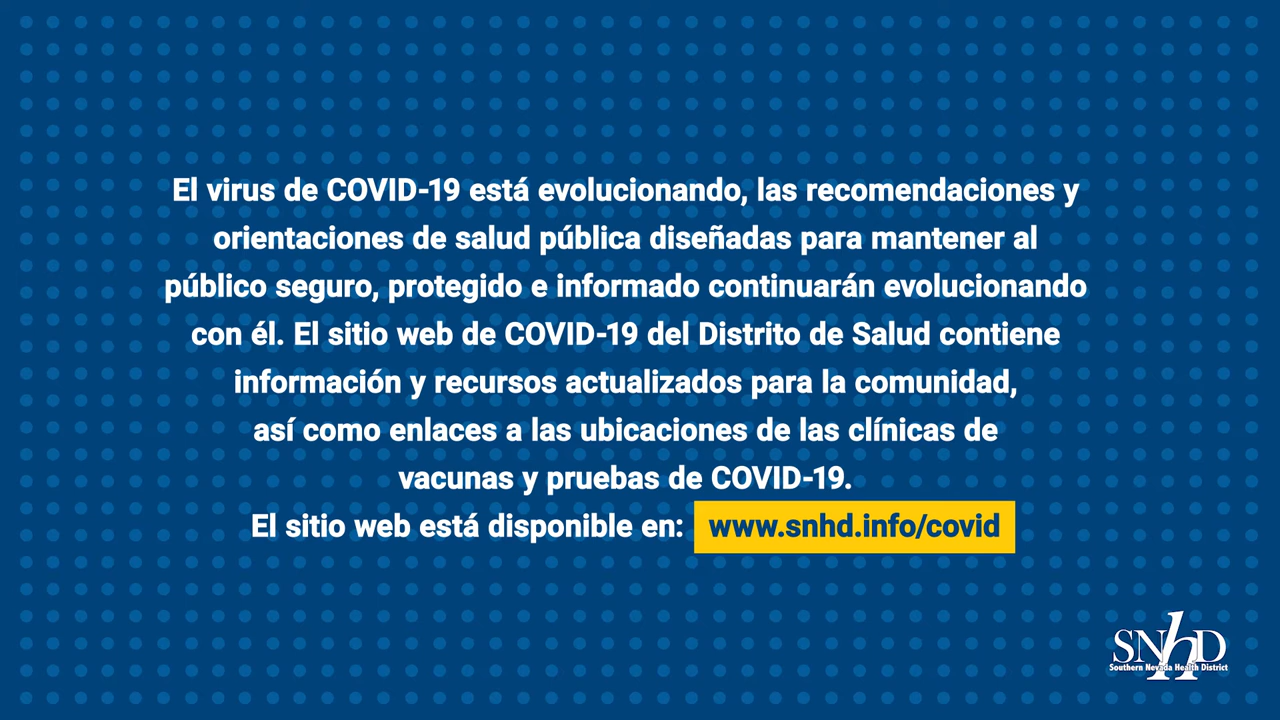 El virus de COVID-19 está evolucionando, las recomendaciones y
orientaciones de salud pública diseñadas para mantener al
público seguro, protegido e informado continuarán evolucionando
con él. El sitio web de COVID-19 del Distrito de Salud contiene
información y recursos actualizados para la comunidad,
así como enlaces a las ubicaciones de las clínicas de
vacunas y pruebas de COVID-19.
El sitio web está disponible en: www.snhd.info/covid
SNhD
Southern Nevada Health District